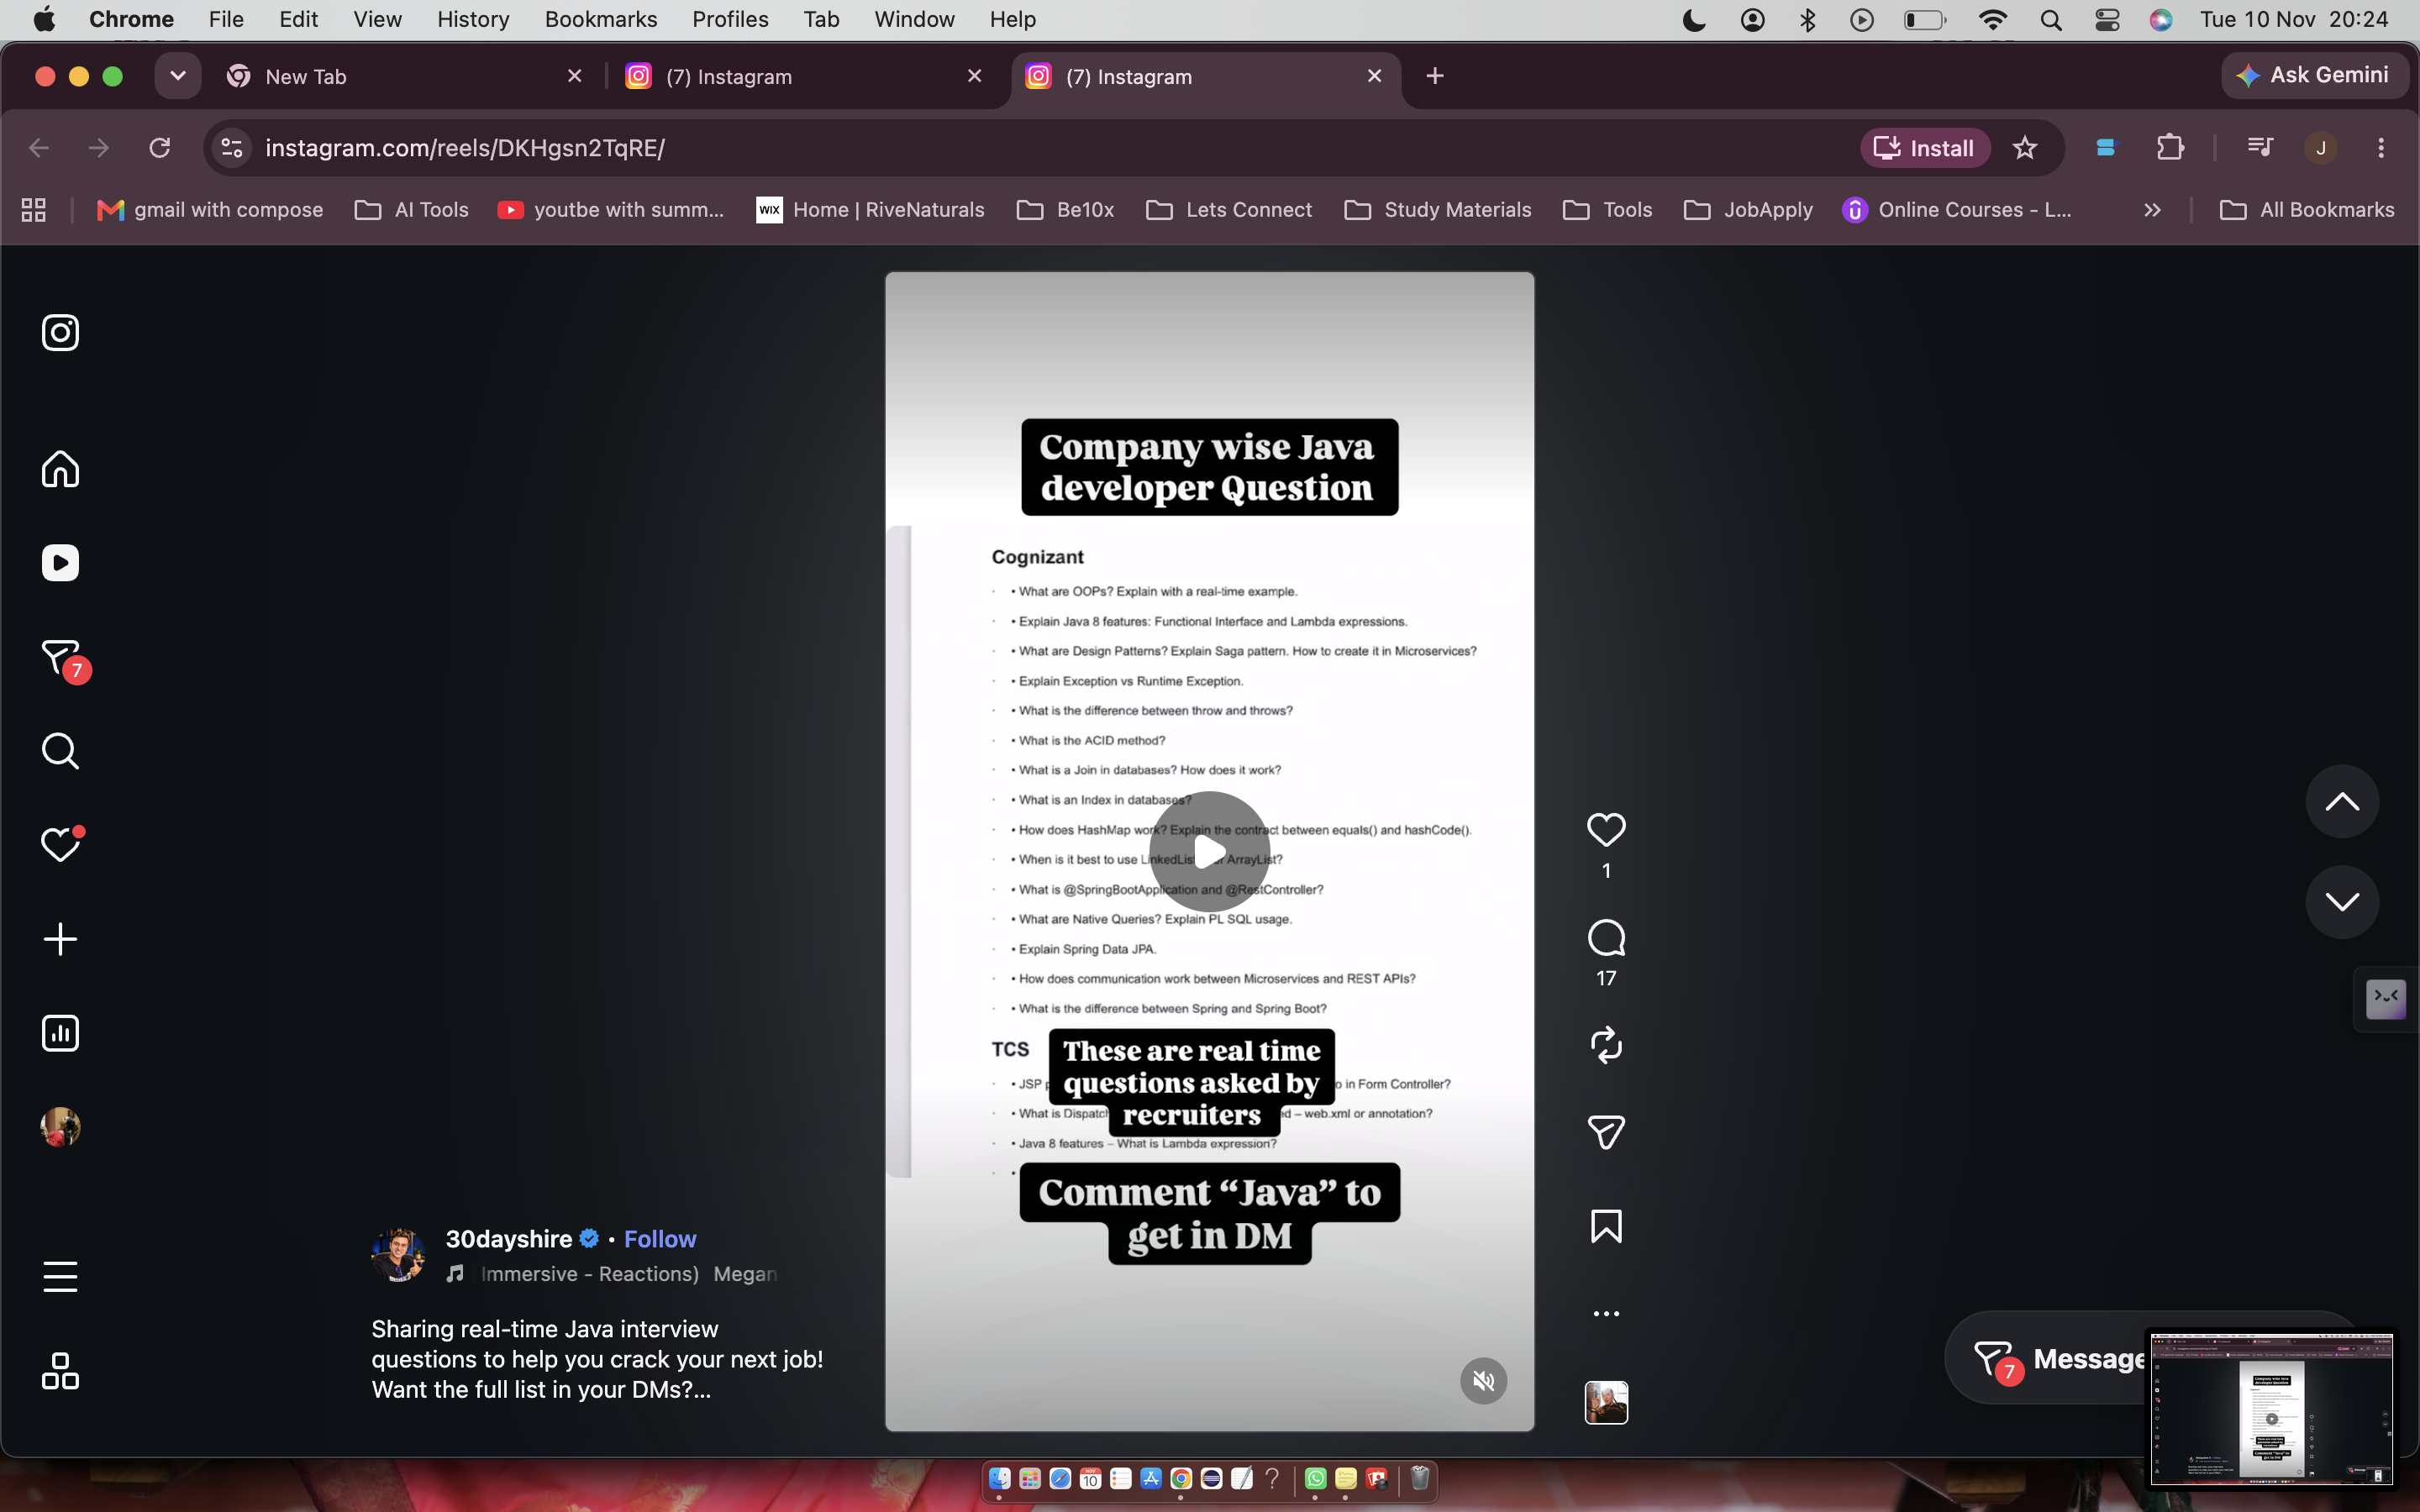 Chrome File Edit View History Bookmarks Profiles Tab Window Help Tue 10 Nov 20:24
New Tab (7) Instagram (7) Instagram Ask Gemini
instagram.com/reels/DKHgsn2TqRE/ Install J
gmail with compose AI Tools youtbe with summ... WIX Home | RiveNaturals Be10x Lets Connect Study Materials Tools JobApply Online Courses - L... All Bookmarks
Company wise Java
developer Question
Cognizant
• What are OOPs? Explain with a real-time example.
• Explain Java 8 features: Functional Interface and Lambda expressions.
• What are Design Patterns? Explain Saga pattern. How to create it in Microservices?
• Explain Exception vs Runtime Exception.
• What is the difference between throw and throws?
• What is the ACID method?
• What is a Join in databases? How does it work?
• What is an Index in databases?
• How does HashMap work? Explain the contract between equals() and hashCode().
• When is it best to use LinkedList ArrayList?
• What is @SpringBootApplication and @RestController?
• What are Native Queries? Explain PL SQL usage.
• Explain Spring Data JPA.
• How does communication work between Microservices and REST APIs?
• What is the difference between Spring and Spring Boot?
TCS
• JSP in Form Controller?
• What is – web.xml or annotation?
• Java 8 features – What is Lambda expression?
These are real time
questions asked by
recruiters
Comment “Java” to
get in DM
7
1
17
30dayshire • Follow
Immersive - Reactions) Megan
Sharing real-time Java interview
questions to help you crack your next job!
Want the full list in your DMs?...
7
NOV
10